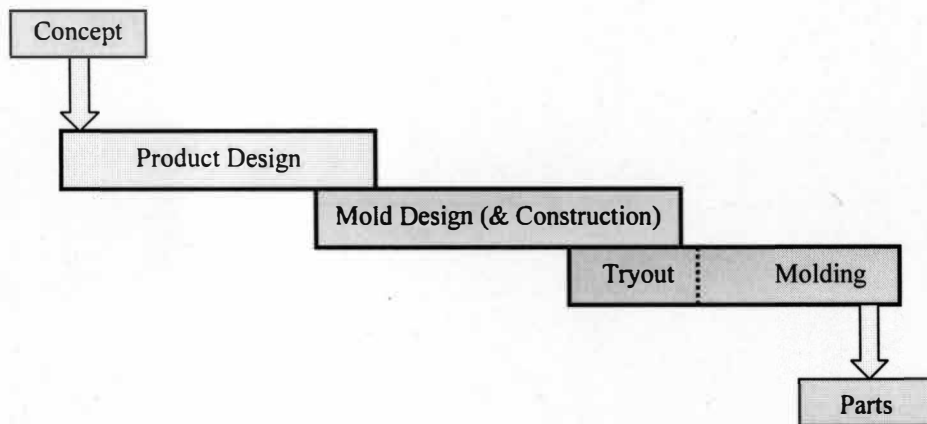 Concept
Product Design
Mold Design (& Construction)
Tryout
Molding
Parts